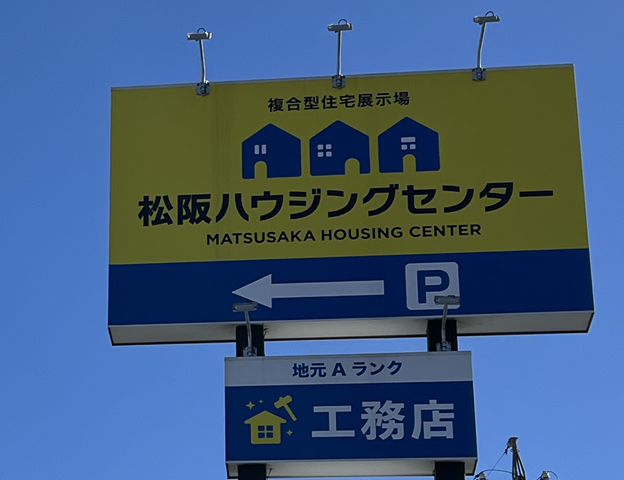 複合型住宅展示場
松阪ハウジングセンター
MATSUSAKA HOUSING CENTER
P
地元Aランク
工務店